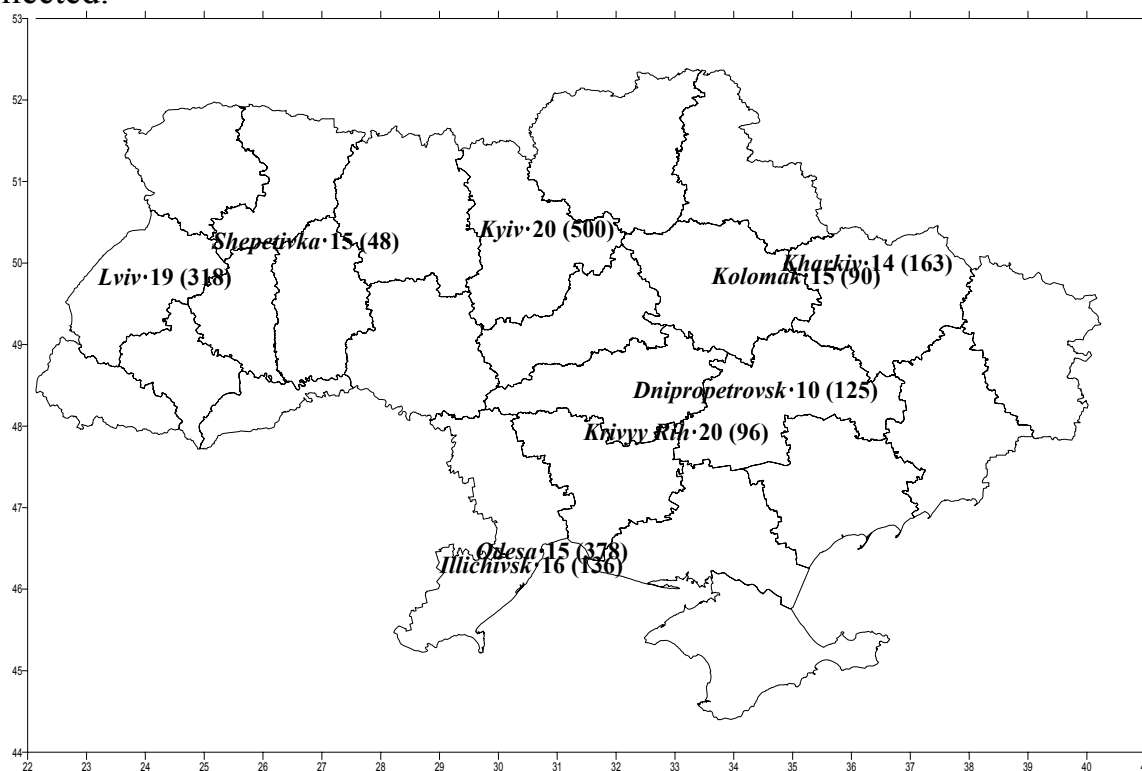 53
52
51
Kyiv·20 (500)
Shepetivka·15 (48)
50
Kharkiv·14 (163)
Lviv·19 (318)
Kolomak·15 (90)
49
Dnipropetrovsk·10 (125)
48
Krivyy Rih·20 (96)
47
Odesa·15 (378)
Illichivsk·16 (136)
46
45
44
22 23 24 25 26 27 28 29 30 31 32 33 34 35 36 37 38 39 40